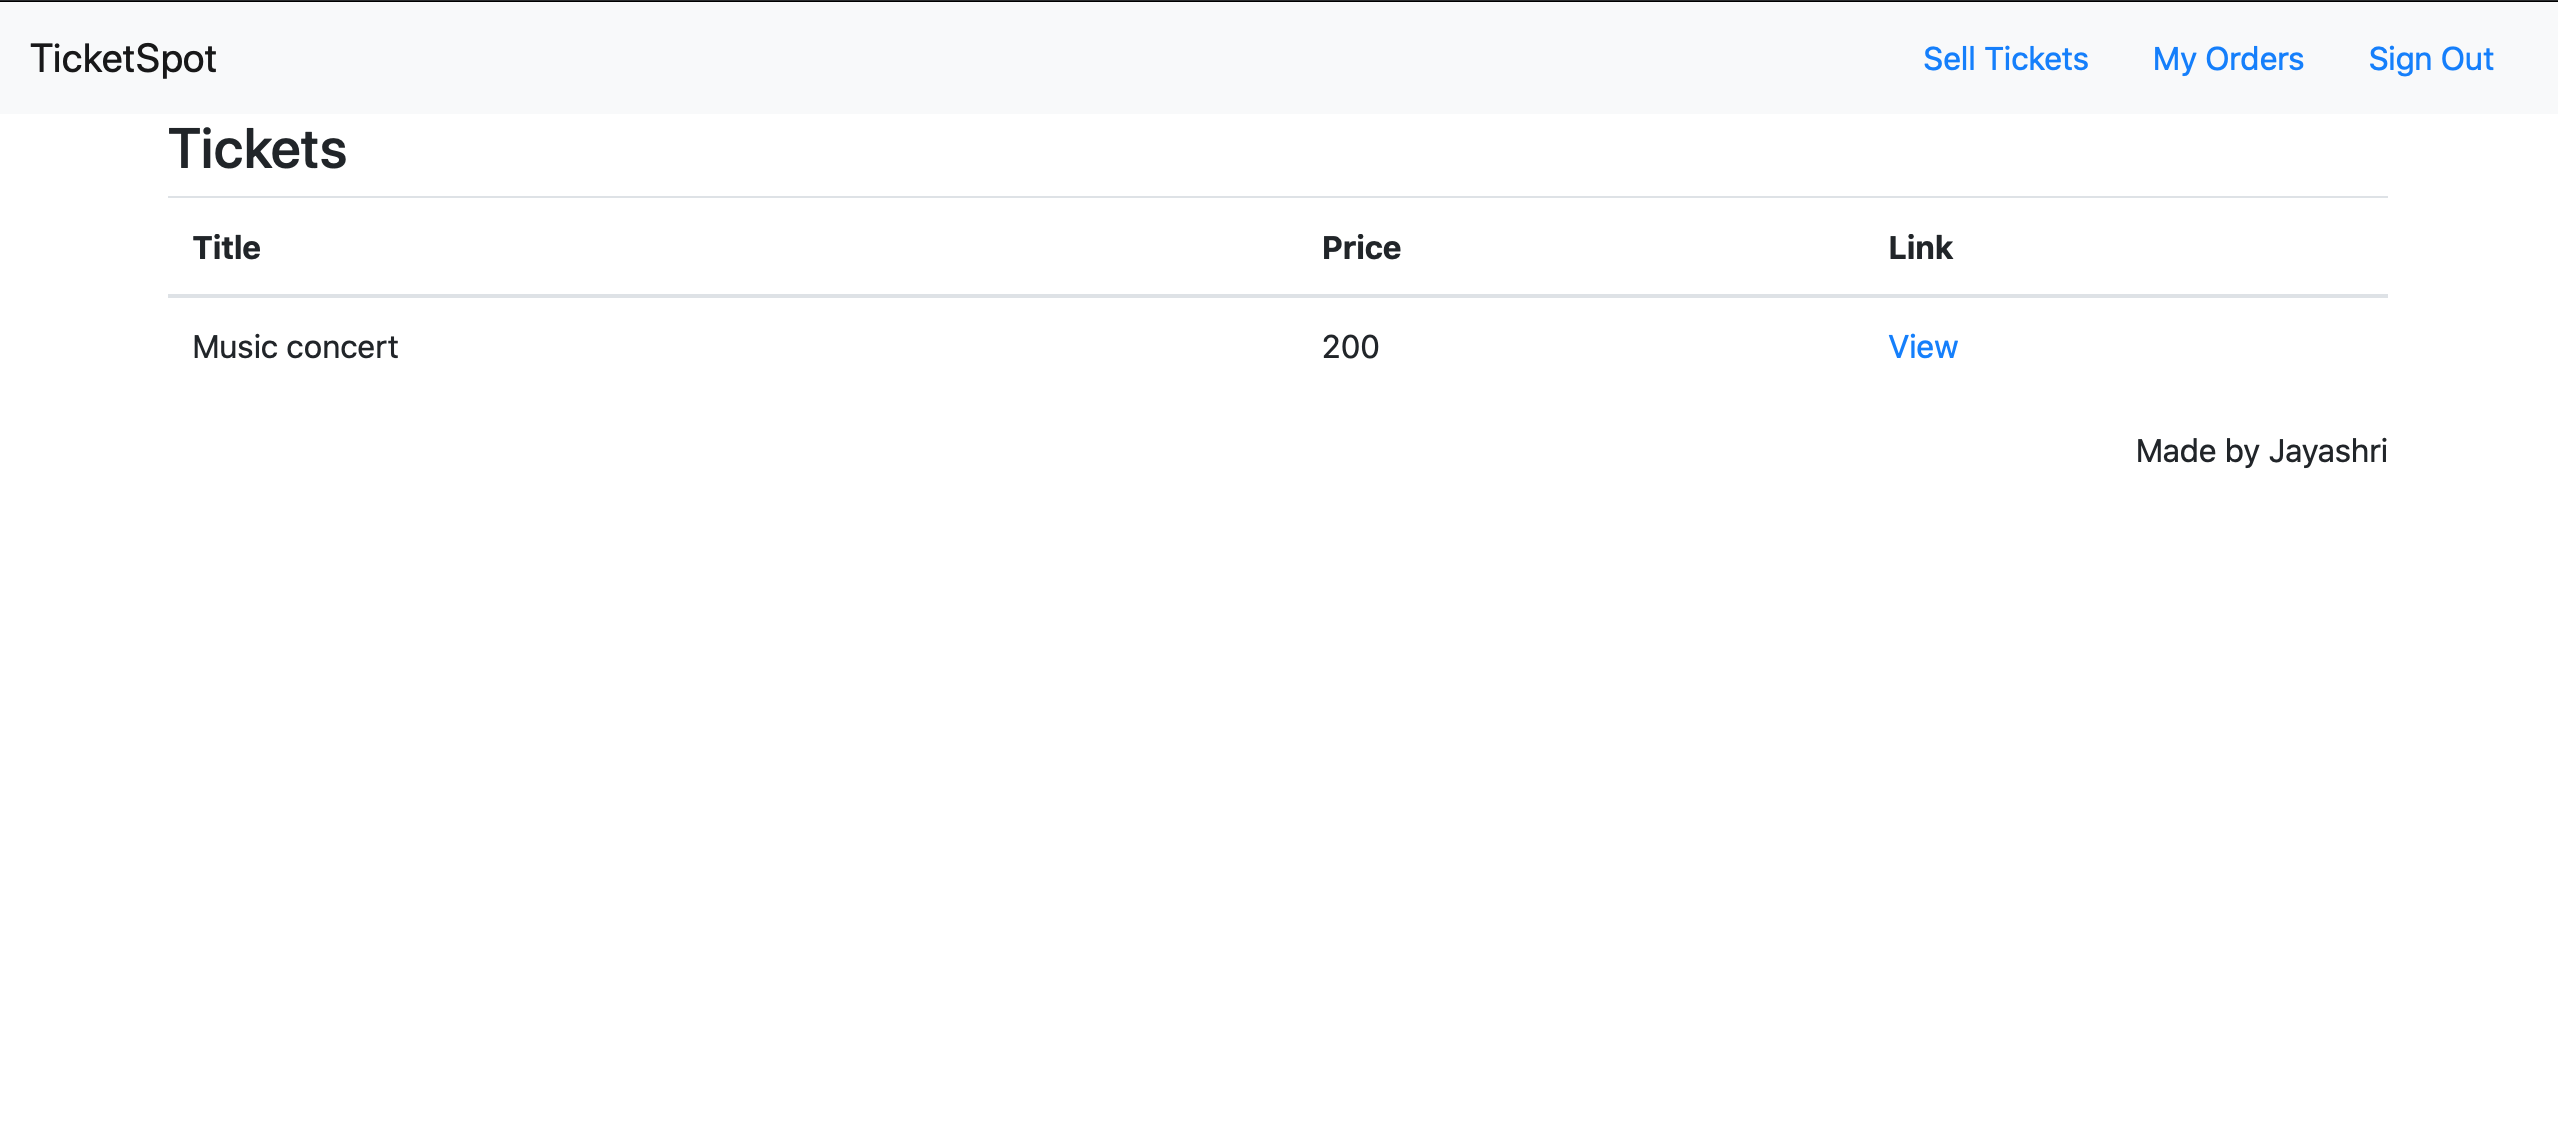 TicketSpot Sell Tickets My Orders Sign Out
Tickets
Title Price Link
Music concert 200 View
Made by Jayashri